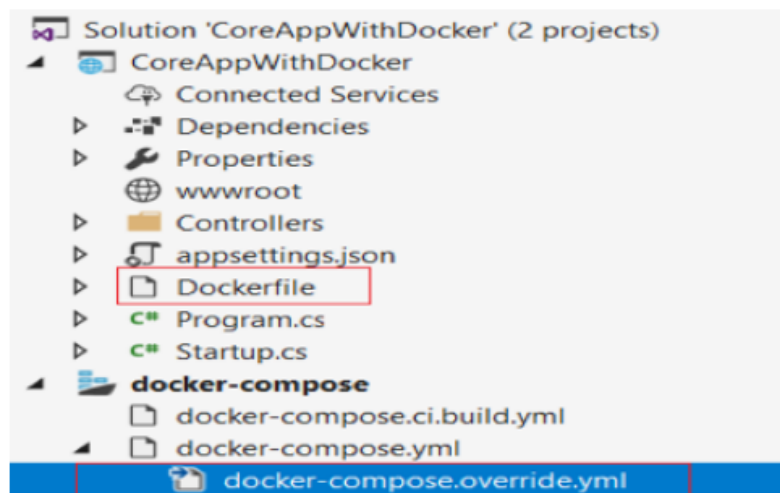 Solution 'CoreAppWithDocker' (2 projects)
CoreAppWithDocker
Connected Services
Dependencies
Properties
wwwroot
Controllers
appsettings.json
Dockerfile
C# Program.cs
C# Startup.cs
docker-compose
docker-compose.ci.build.yml
docker-compose.yml
docker-compose.override.yml